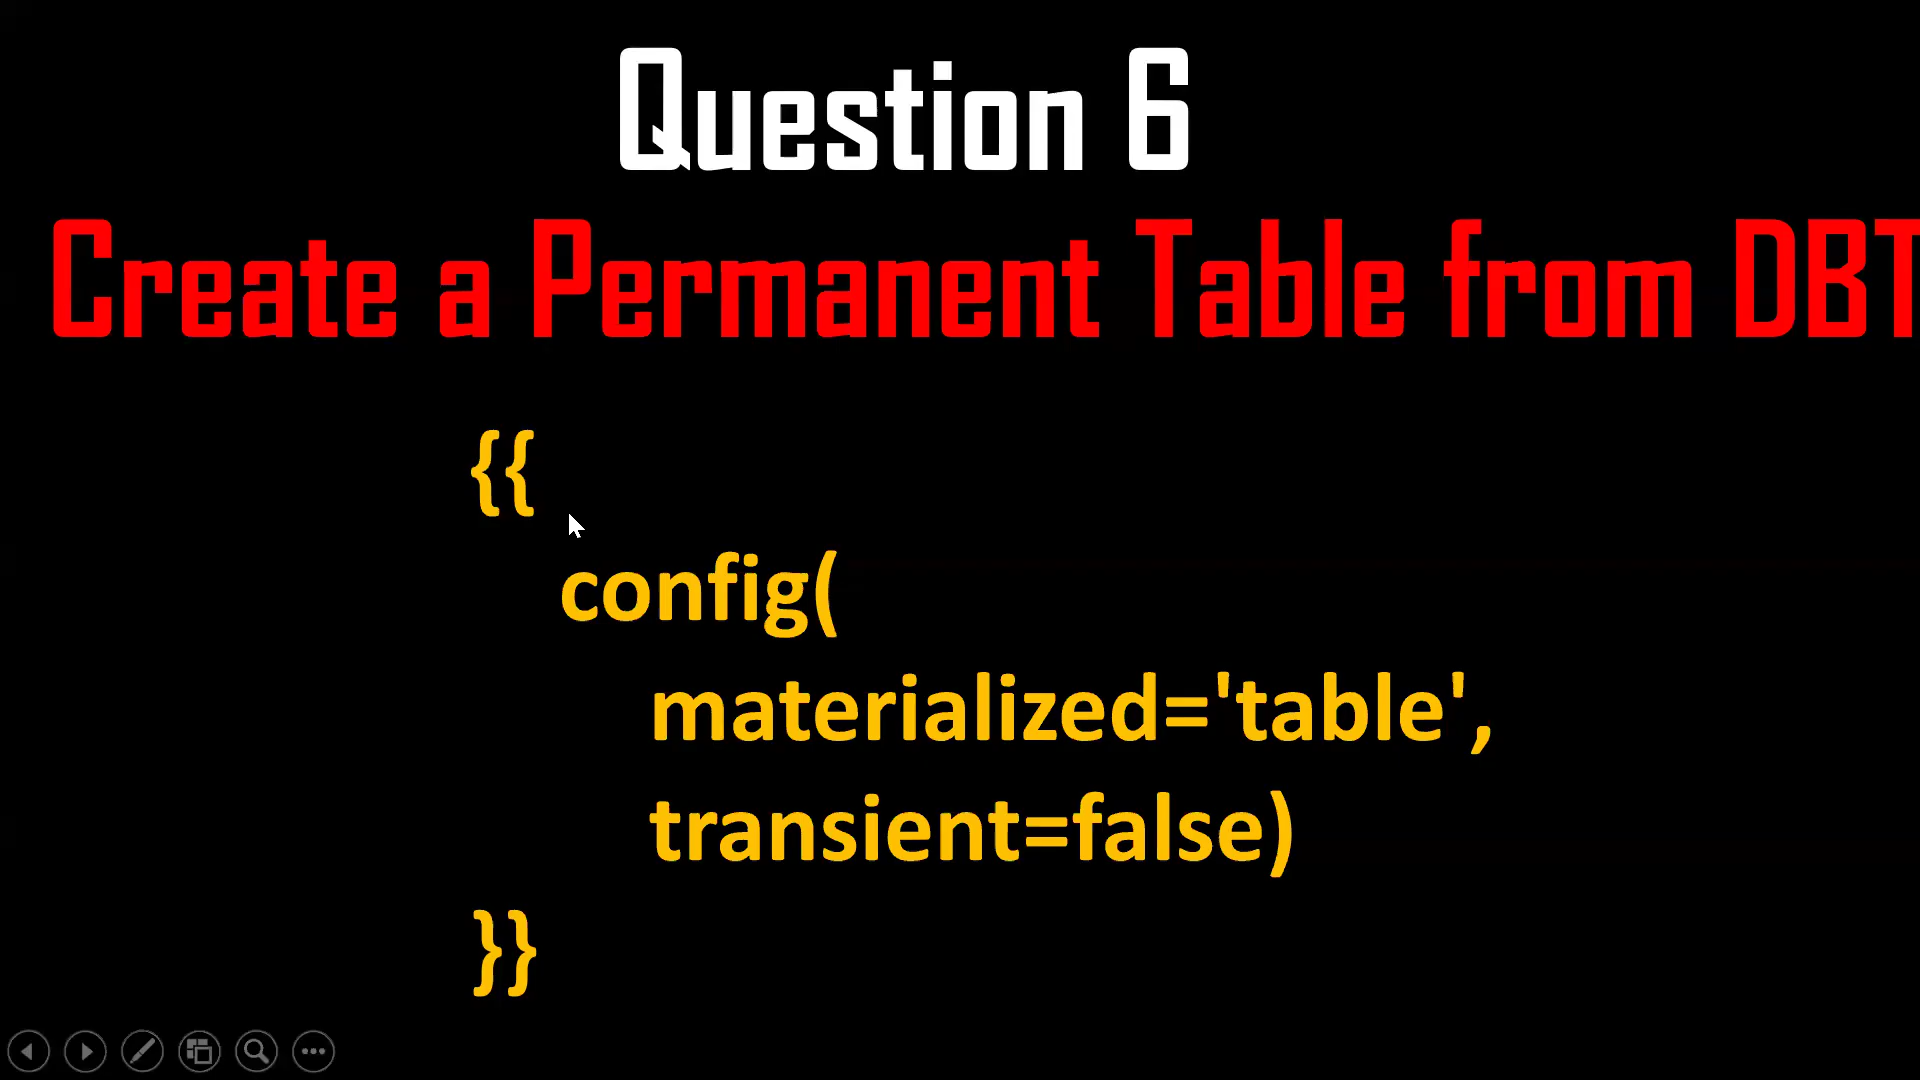 Question 6
Create a Permanent Table from DBT
{{
config(
materialized='table',
transient=false)
}}